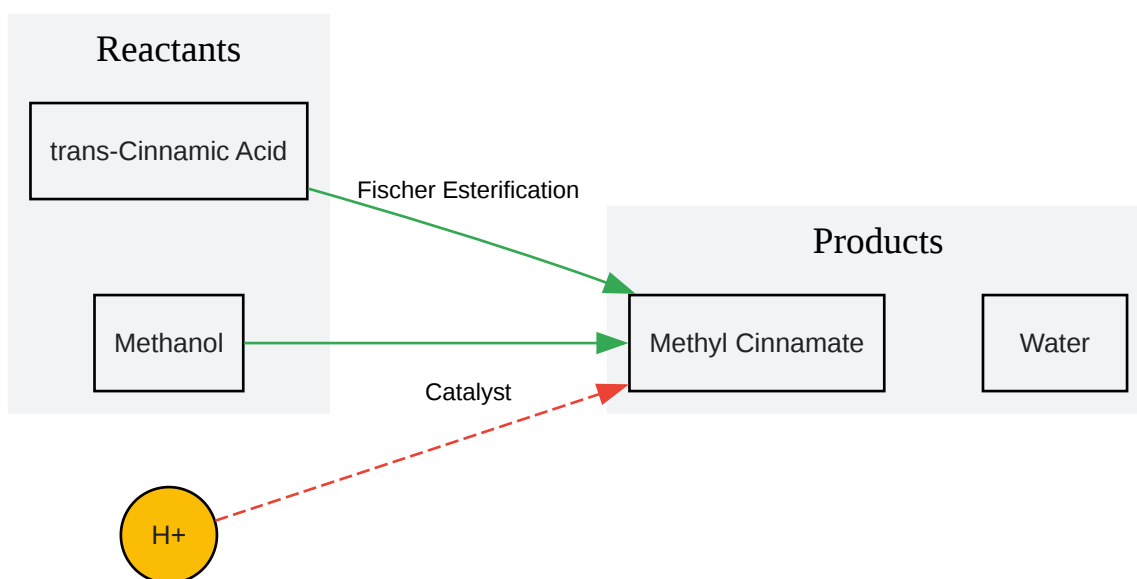 Reactants
trans-Cinnamic Acid
Fischer Esterification
Products
Methanol
Methyl Cinnamate
Water
Catalyst
H+